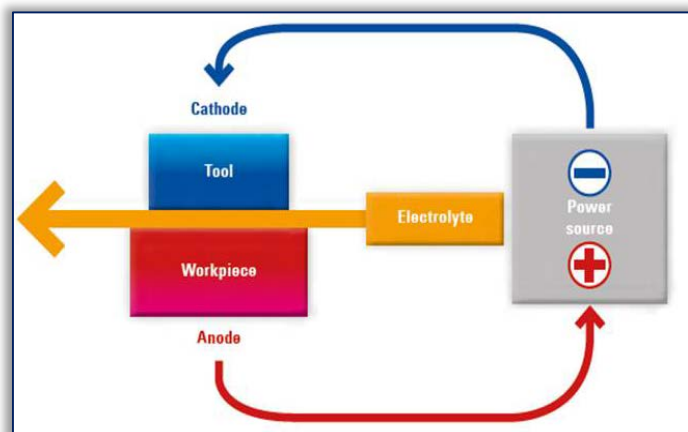 Cathode
Tool
Electrolyte
Power
source
Workpiece
Anode